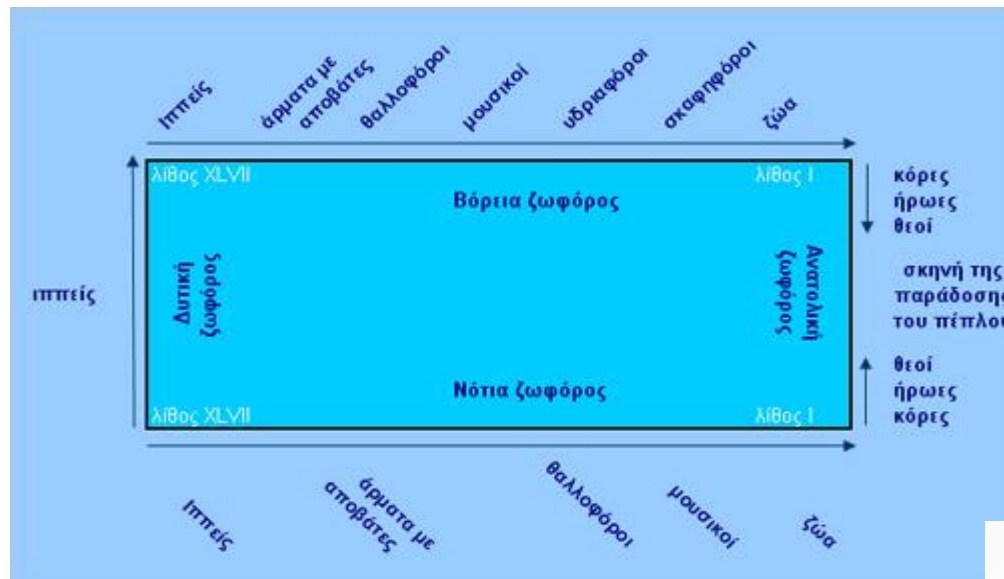 Ιππείς
άρματα με
αποβάτες
θαλλοφόροι
μουσικοί
υδριαφόροι
σκαφηφόροι
ζώα
λίθος XLVII
λίθος I
κόρες
ήρωες
θεοί
Βόρεια ζωφόρος
ιππείς
Δυτική
ζωφόρος
Ανατολική
ζωφόρος
σκηνή της
παράδοσης
του πέπλου
θεοί
ήρωες
κόρες
Νότια ζωφόρος
λίθος XLVII
λίθος I
Ιππείς
άρματα με
αποβάτες
θαλλοφόροι
μουσικοί
ζώα